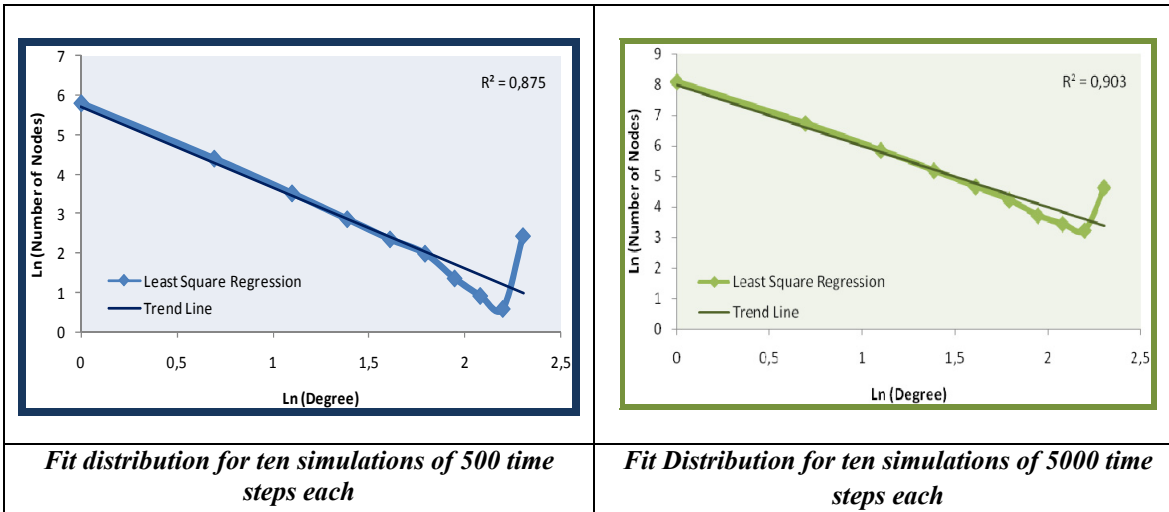 7
6
5
4
3
2
1
0
Ln (Number of Nodes)
R² = 0,875
Least Square Regression
Trend Line
0 0,5 1 1,5 2 2,5
Ln (Degree)
9
8
7
6
5
4
3
2
1
0
Ln (Number of Nodes)
R² = 0,903
Least Square Regression
Trend Line
0 0,5 1 1,5 2 2,5
Ln (Degree)
Fit distribution for ten simulations of 500 time
steps each
Fit Distribution for ten simulations of 5000 time
steps each